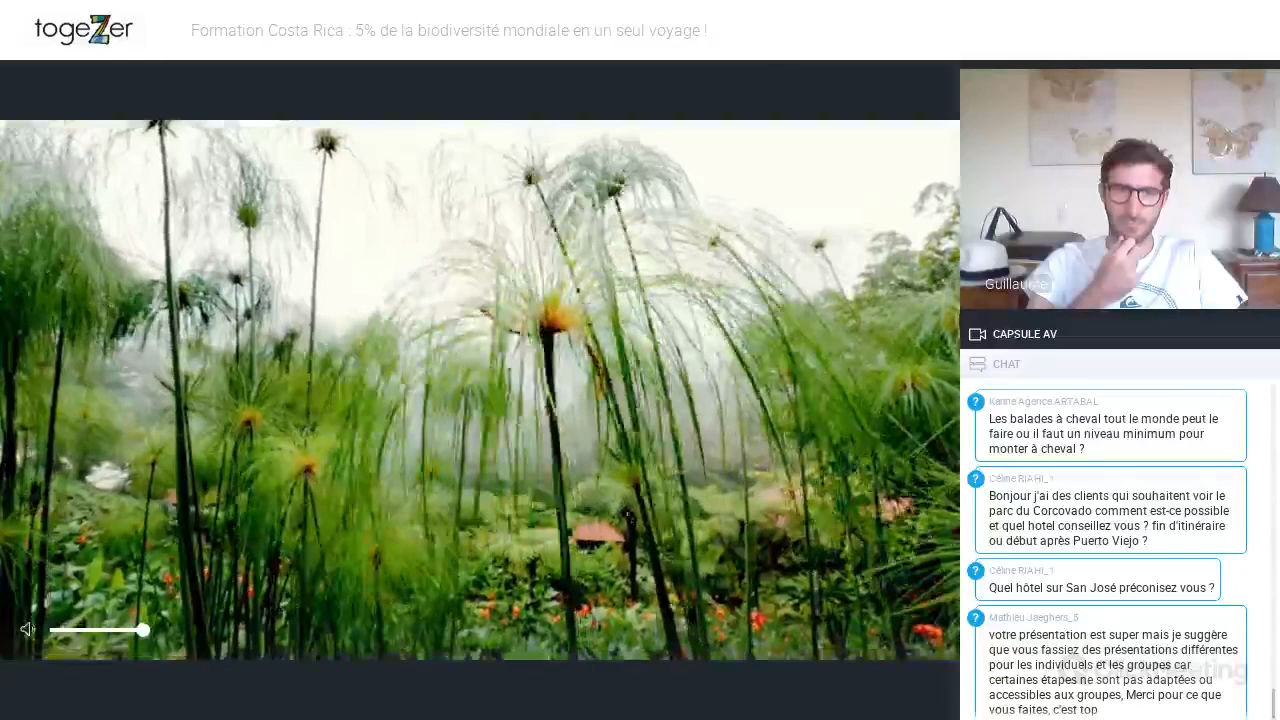 togeZer
Formation Costa Rica : 5% de la biodiversité mondiale en un seul voyage !
Guillaume
CAPSULE AV
CHAT
Karine Agence ARTABAL
Les balades à cheval tout le monde peut le
faire ou il faut un niveau minimum pour
monter à cheval ?
Céline RIAHI_1
Bonjour j'ai des clients qui souhaitent voir le
parc du Corcovado comment est-ce possible
et quel hotel conseillez vous ? fin d'itinéraire
ou début après Puerto Viejo ?
Céline RIAHI_1
Quel hôtel sur San José préconisez vous ?
Mathieu Jaeghers_5
votre présentation est super mais je suggère
que vous fassiez des présentations différentes
pour les individuels et les groupes car
certaines étapes ne sont pas adaptées ou
accessibles aux groupes, Merci pour ce que
vous faites, c'est top